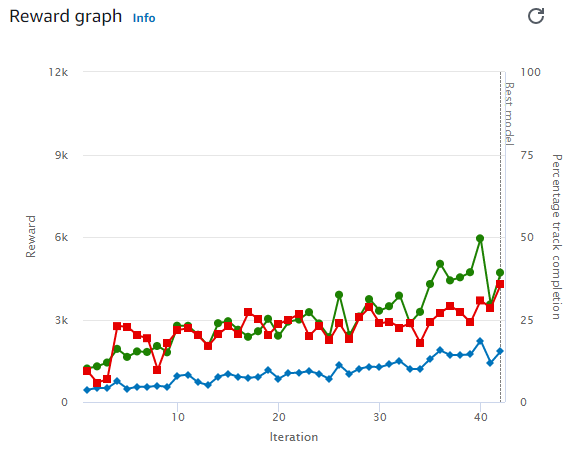 Reward graph Info
12k
9k
6k
3k
0
Reward
100
75
50
25
0
Percentage track completion
Best model
10
20
30
40
Iteration